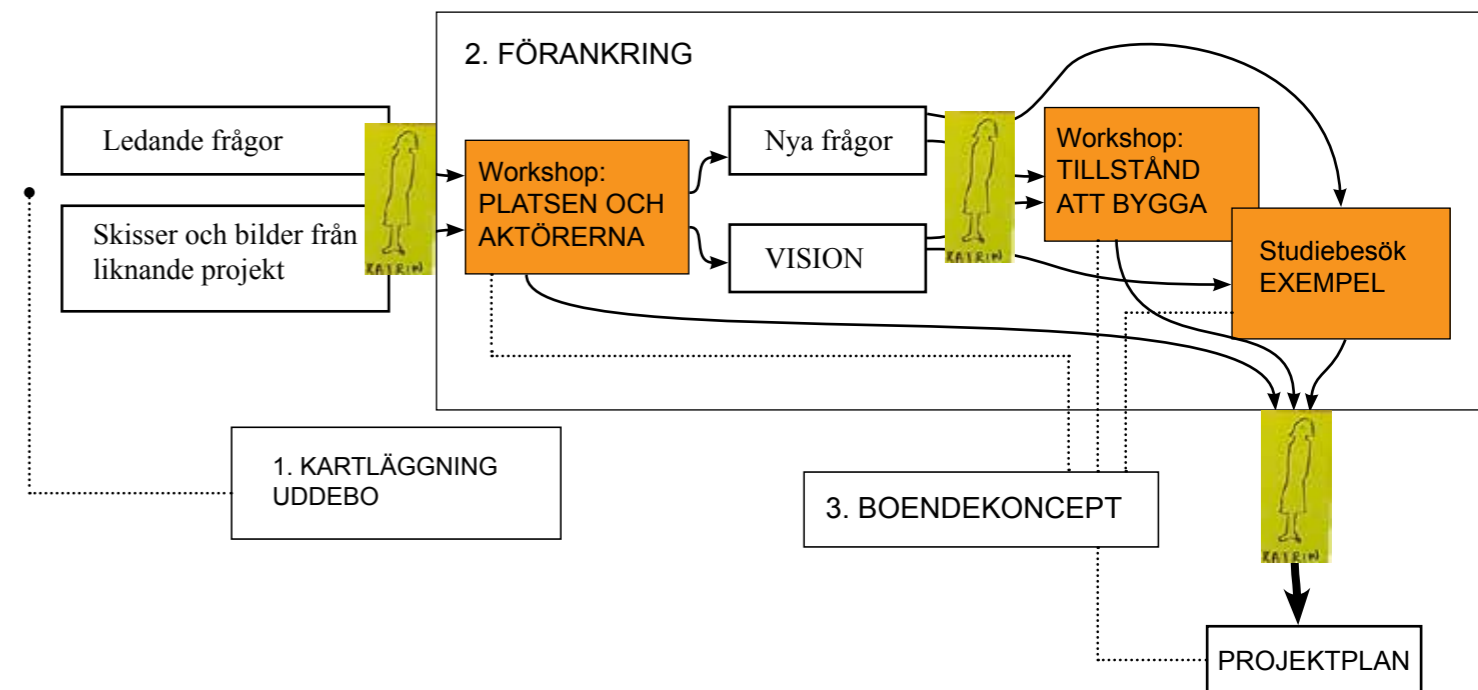 2. FÖRANKRING
Ledande frågor
Skisser och bilder från
liknande projekt
KATRIN
Workshop:
PLATSEN OCH
AKTÖRERNA
Nya frågor
VISION
KATRIN
Workshop:
TILLSTÅND
ATT BYGGA
Studiebesök
EXEMPEL
1. KARTLÄGGNING
UDDEBO
3. BOENDEKONCEPT
KATRIN
PROJEKTPLAN